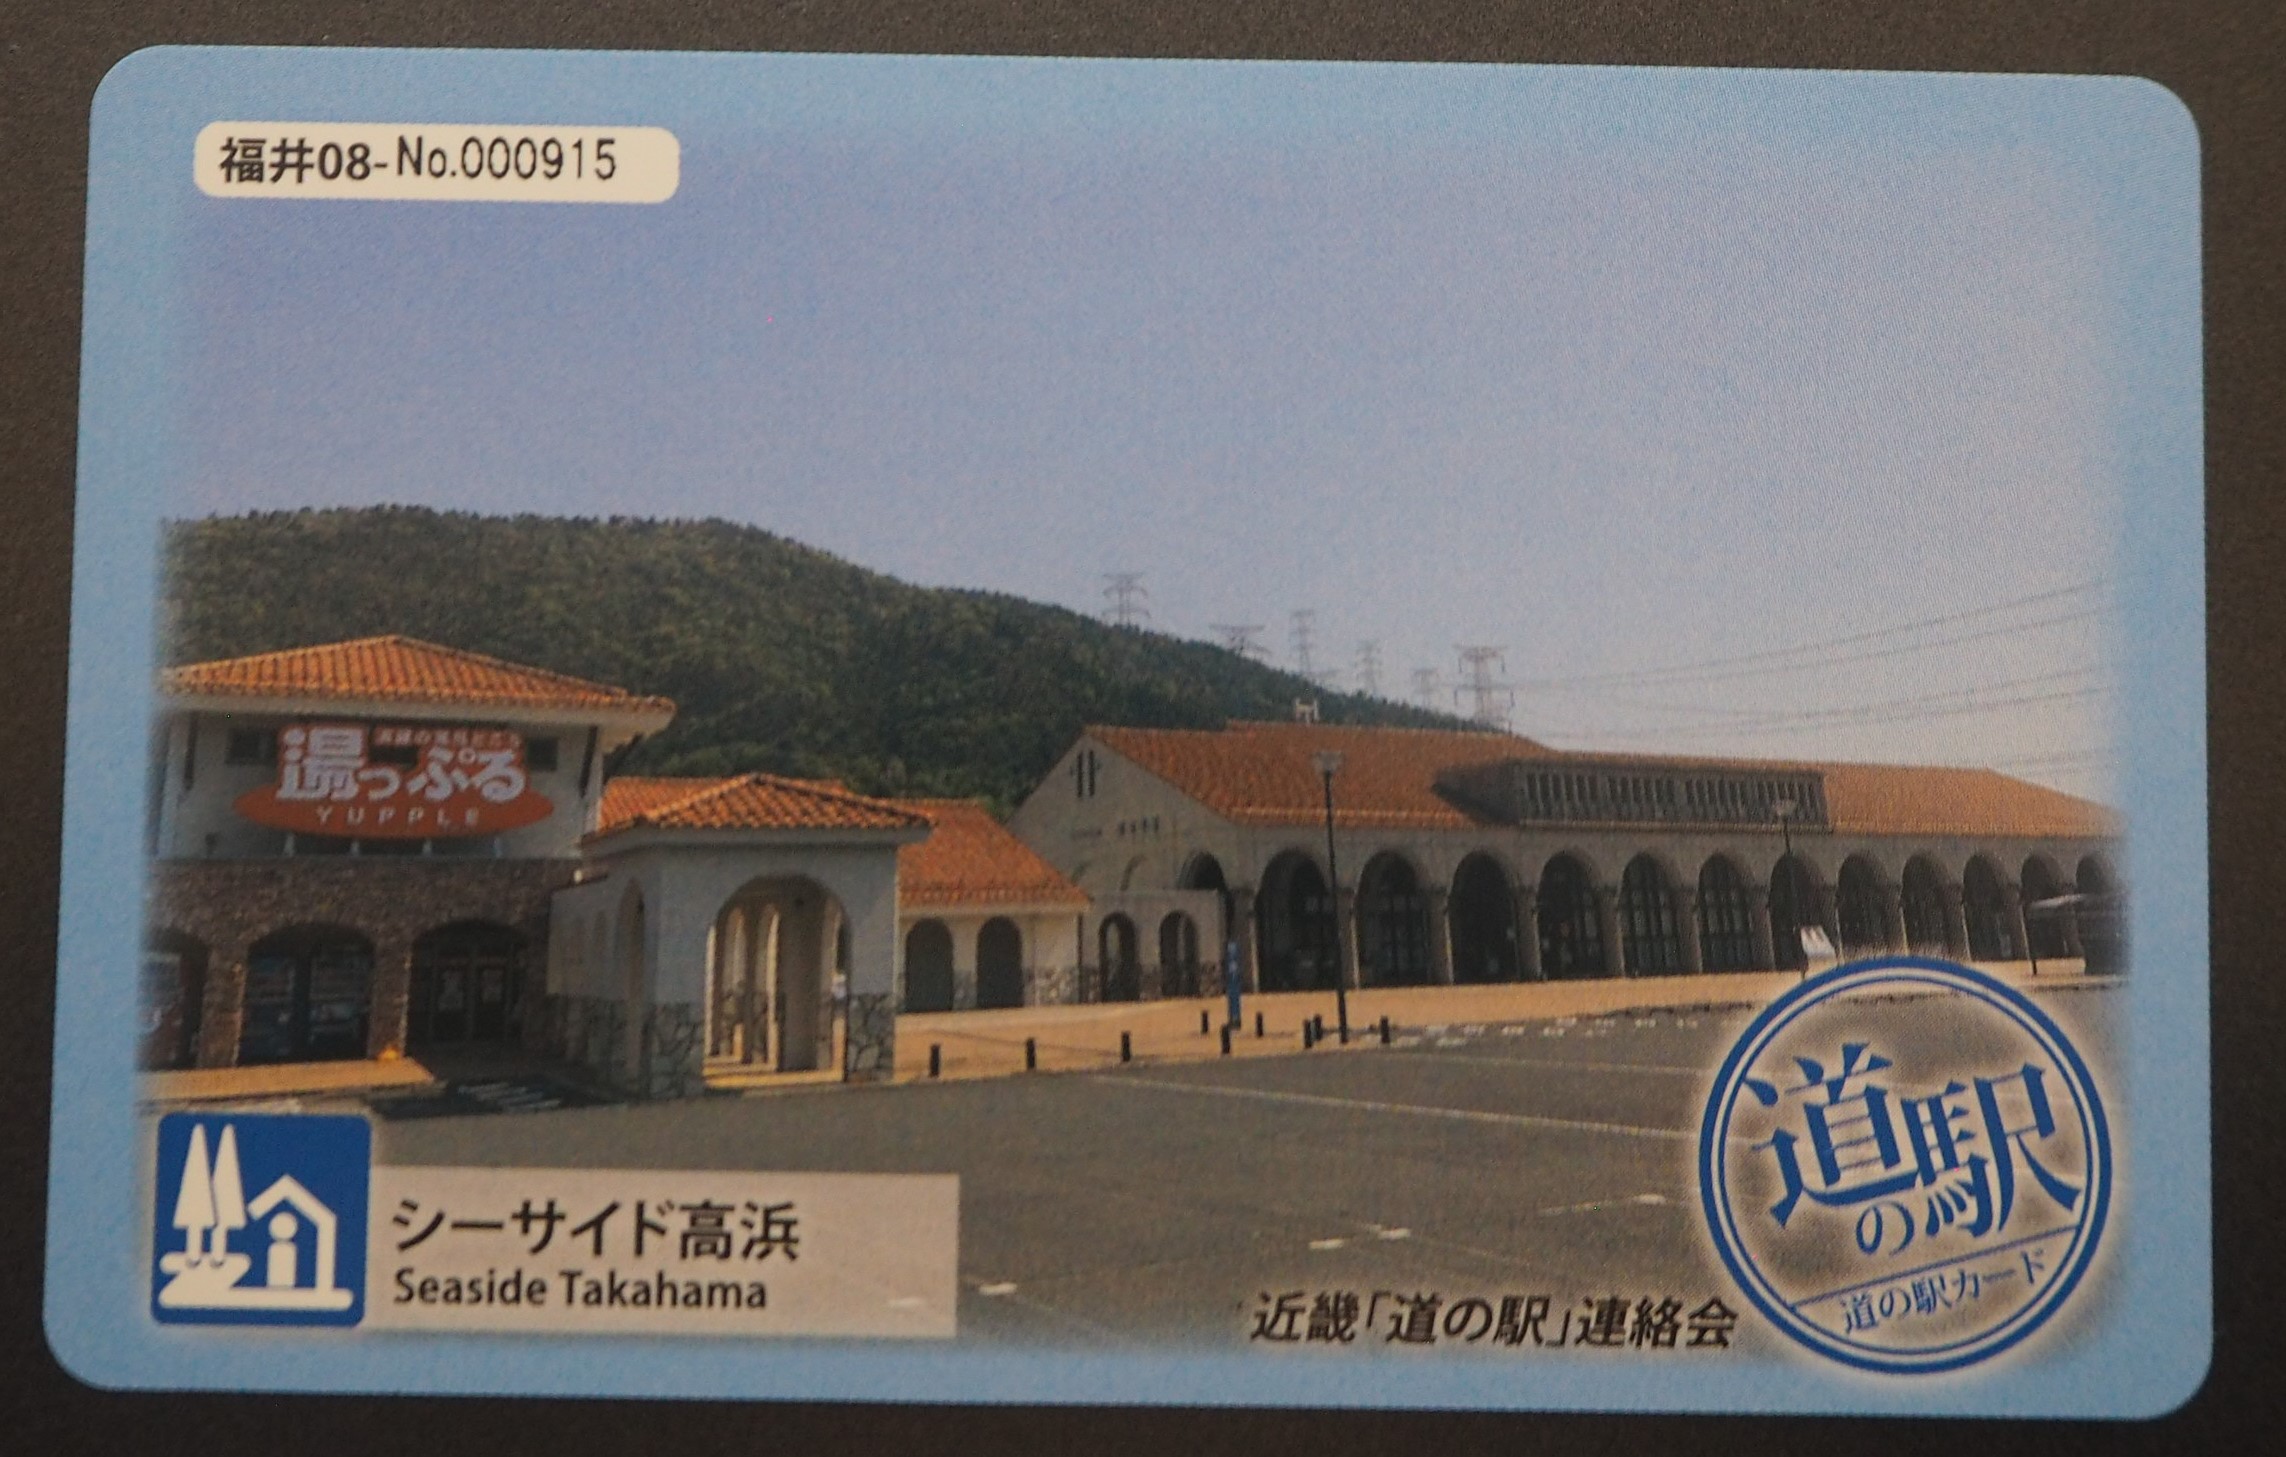 福井08-No.000915
湯っぷる
YUPPLE
シーサイド高浜
Seaside Takahama
近畿「道の駅」連絡会
道の駅
道の駅カード